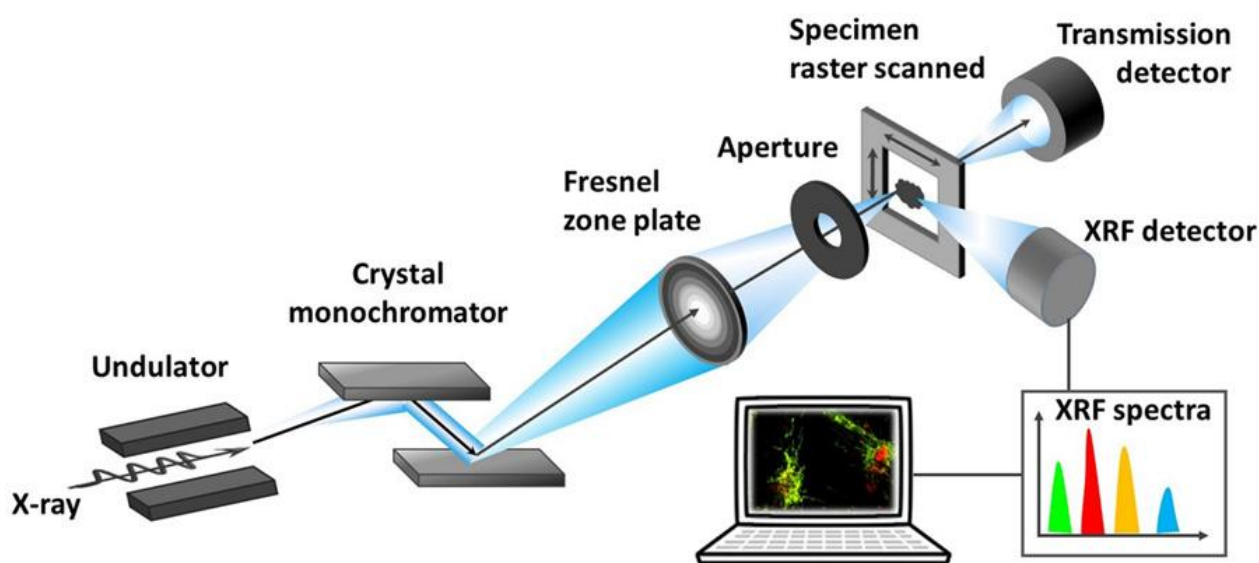 Specimen
raster scanned
Transmission
detector
Aperture
Fresnel
zone plate
XRF detector
Crystal
monochromator
Undulator
X-ray
XRF spectra